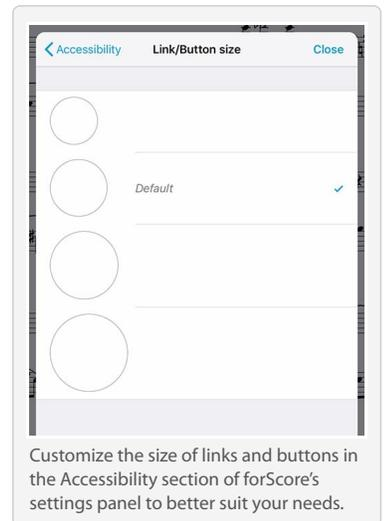 Accessibility Link/Button size Close
Default
Customize the size of links and buttons in
the Accessibility section of forScore’s
settings panel to better suit your needs.